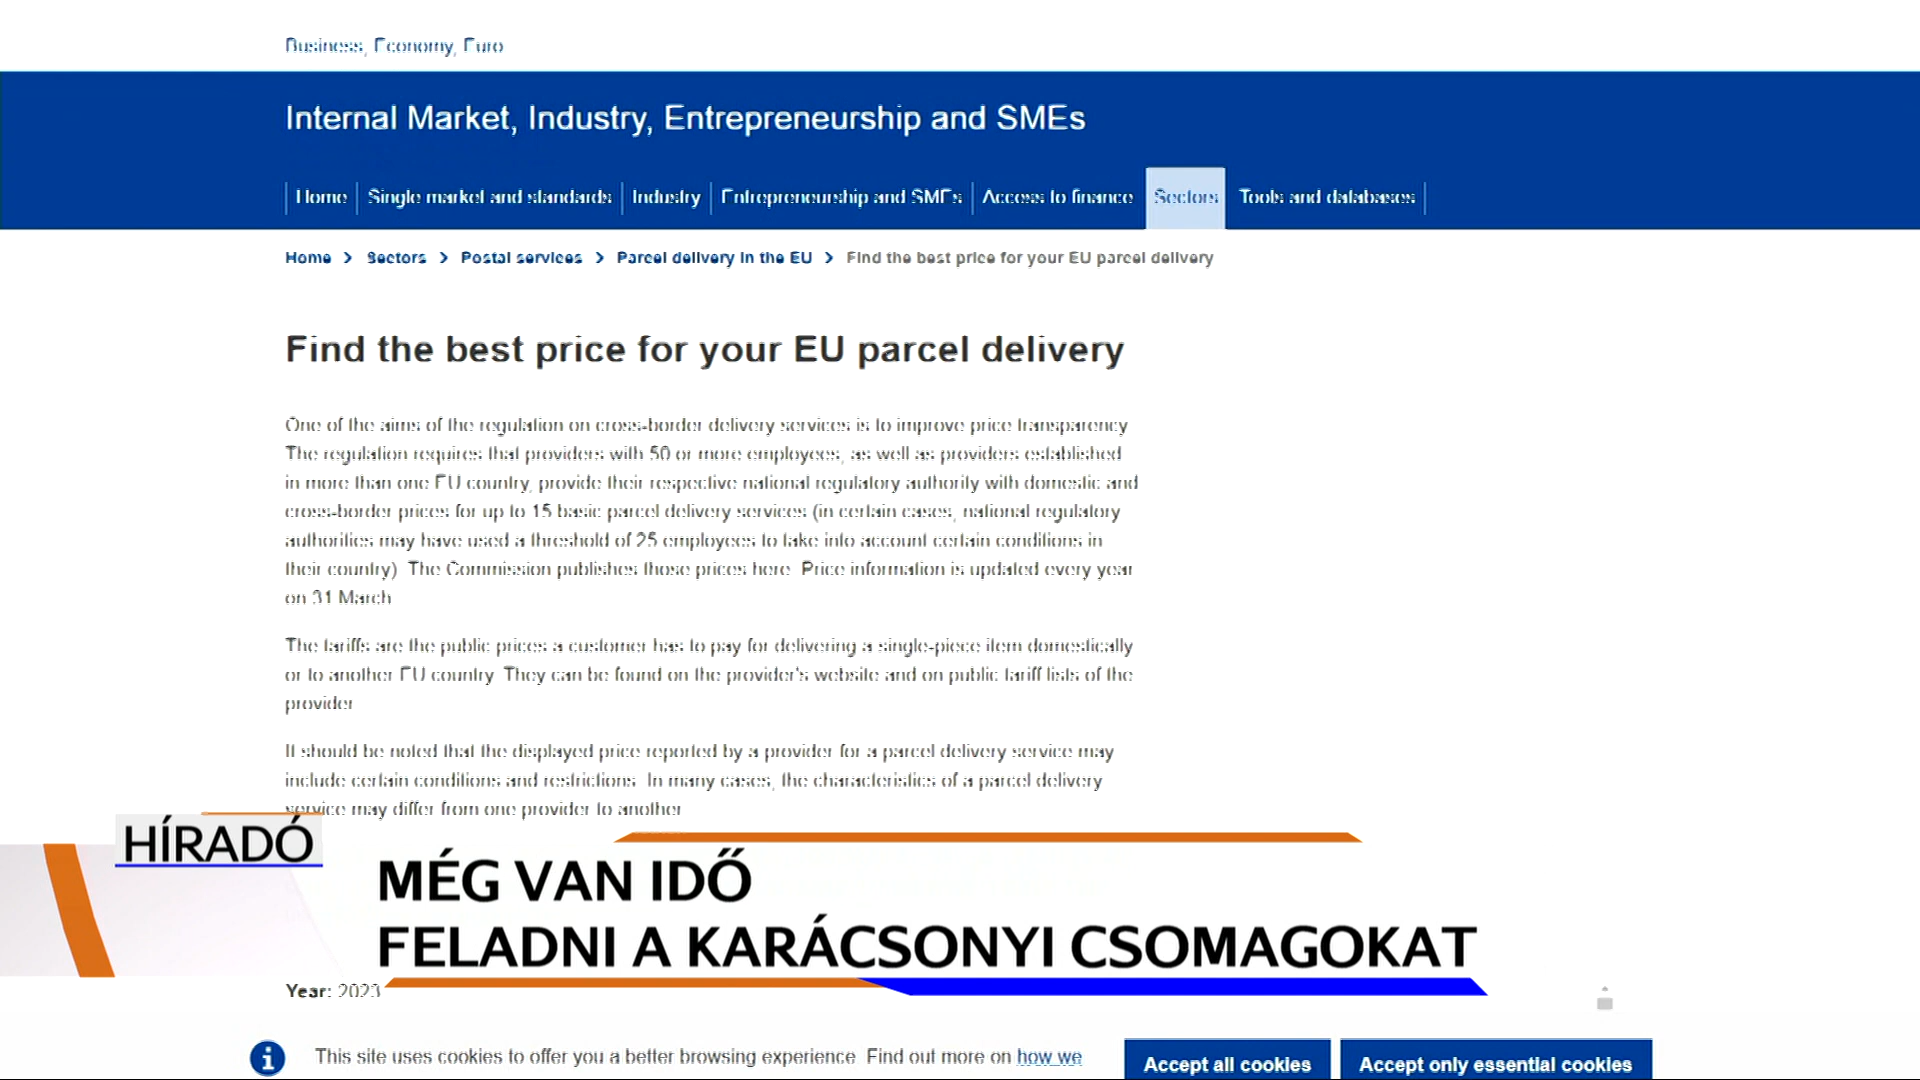 Business, Economy, Euro
Internal Market, Industry, Entrepreneurship and SMEs
Home Single market and standards Industry Entrepreneurship and SMEs Access to finance Sectors Tools and databases
Home > Sectors > Postal services > Parcel delivery in the EU > Find the best price for your EU parcel delivery
Find the best price for your EU parcel delivery
One of the aims of the regulation on cross-border delivery services is to improve price transparency.
The regulation requires that providers with 50 or more employees, as well as providers established
in more than one EU country, provide their respective national regulatory authority with domestic and
cross-border prices for up to 15 basic parcel delivery services (in certain cases, national regulatory
authorities may have used a threshold of 25 employees to take into account certain conditions in
their country). The Commission publishes those prices here. Price information is updated every year
on 31 March.
The tariffs are the public prices a customer has to pay for delivering a single-piece item domestically
or to another EU country. They can be found on the provider's website and on public tariff lists of the
provider.
It should be noted that the displayed price reported by a provider for a parcel delivery service may
include certain conditions and restrictions. In many cases, the characteristics of a parcel delivery
service may differ from one provider to another.
HÍRADÓ
MÉG VAN IDŐ
FELADNI A KARÁCSONYI CSOMAGOKAT
Year: 2023
This site uses cookies to offer you a better browsing experience. Find out more on how we
Accept all cookies
Accept only essential cookies